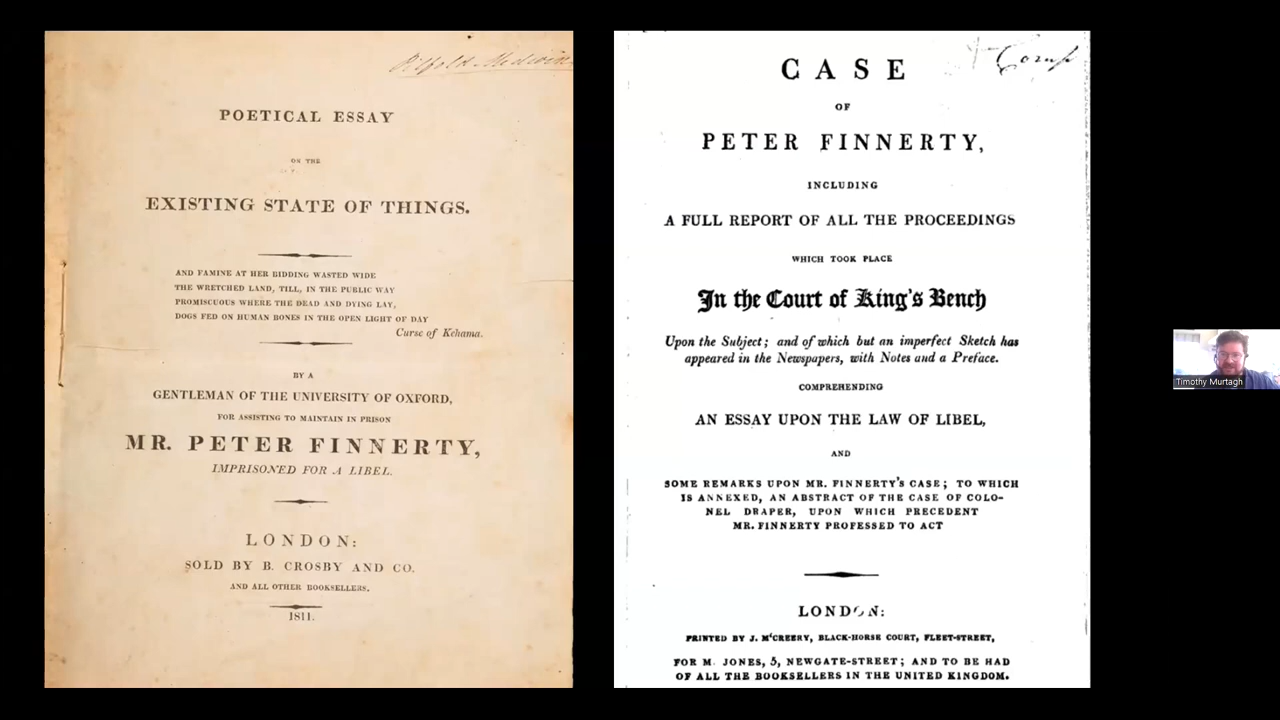 POETICAL ESSAY
ON THE
EXISTING STATE OF THINGS.
AND FAMINE AT HER BIDDING WASTED WIDE
THE WRETCHED LAND, TILL, IN THE PUBLIC WAY
PROMISCUOUS WHERE THE DEAD AND DYING LAY,
DOGS FED ON HUMAN BONES IN THE OPEN LIGHT OF DAY
Curse of Kehama.
BY A
GENTLEMAN OF THE UNIVERSITY OF OXFORD,
FOR ASSISTING TO MAINTAIN IN PRISON
MR. PETER FINNERTY,
IMPRISONED FOR A LIBEL.
LONDON:
SOLD BY B. CROSBY AND CO.
AND ALL OTHER BOOKSELLERS,
1811.
CASE
OF
PETER FINNERTY,
INCLUDING
A FULL REPORT OF ALL THE PROCEEDINGS
WHICH TOOK PLACE
In the Court of King's Bench
Upon the Subject; and of which but an imperfect Sketch has
appeared in the Newspapers, with Notes and a Preface.
COMPREHENDING
AN ESSAY UPON THE LAW OF LIBEL,
AND
SOME REMARKS UPON MR. FINNERTY'S CASE; TO WHICH
IS ANNEXED, AN ABSTRACT OF THE CASE OF COLO-
NEL DRAPER, UPON WHICH PRECEDENT
MR. FINNERTY PROFESSED TO ACT
LONDON:
PRINTED BY J. McCREERY, BLACK-HORSE COURT, FLEET-STREET,
FOR M. JONES, 5, NEWGATE-STREET; AND TO BE HAD
OF ALL THE BOOKSELLERS IN THE UNITED KINGDOM.
Timothy Murtagh